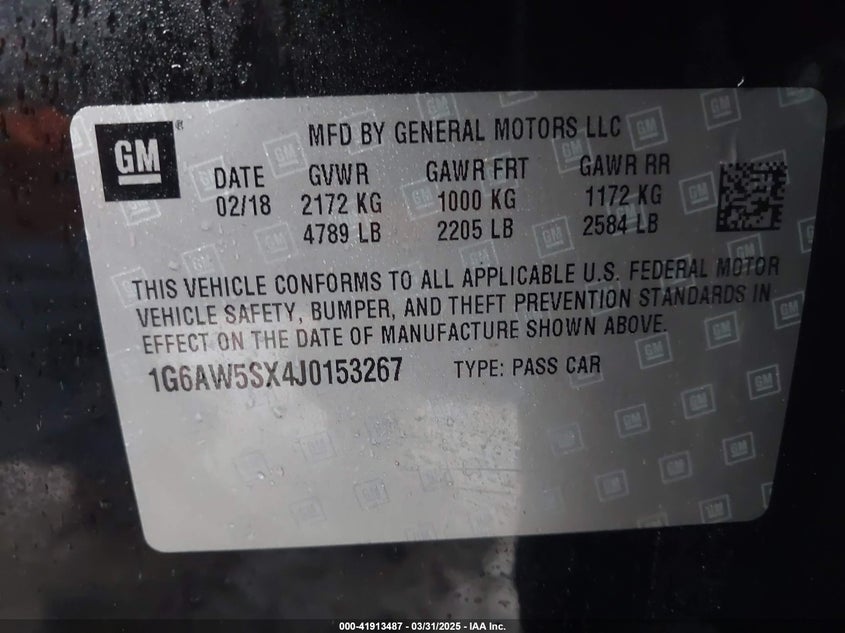 GM
MFD BY GENERAL MOTORS LLC
DATE GVWR GAWR FRT GAWR RR
02/18 2172 KG 1000 KG 1172 KG
4789 LB 2205 LB 2584 LB
THIS VEHICLE CONFORMS TO ALL APPLICABLE U.S. FEDERAL MOTOR
VEHICLE SAFETY, BUMPER, AND THEFT PREVENTION STANDARDS IN
EFFECT ON THE DATE OF MANUFACTURE SHOWN ABOVE.
1G6AW5SX4J0153267 TYPE: PASS CAR
000-41913487 - 03/31/2025 - IAA Inc.